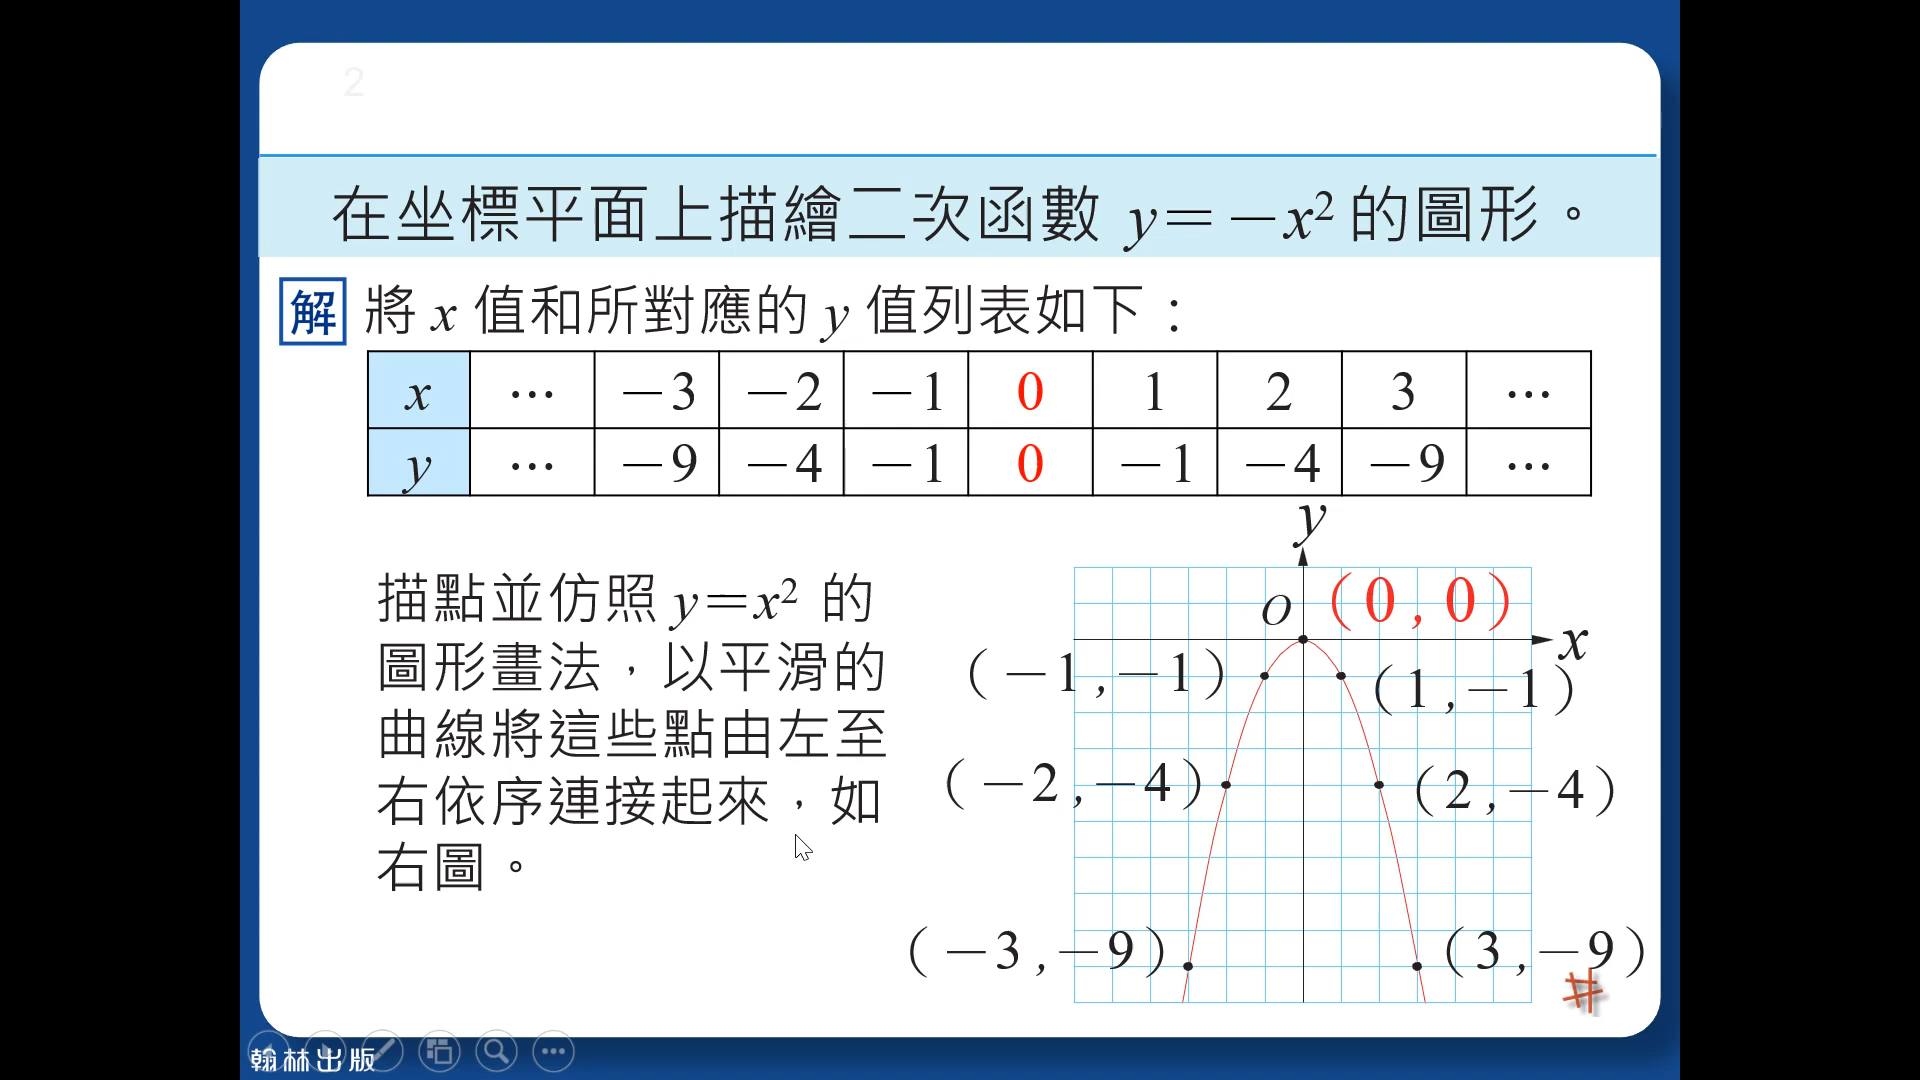 2
在坐標平面上描繪二次函數 y=－x² 的圖形。
解 將 x 值和所對應的 y 值列表如下：
x … －3 －2 －1 0 1 2 3 …
y … －9 －4 －1 0 －1 －4 －9 …
描點並仿照 y=x² 的
圖形畫法，以平滑的
曲線將這些點由左至
右依序連接起來，如
右圖。
y
O (0 , 0)
x
(－1 ,－1) (1 ,－1)
(－2 ,－4) (2 ,－4)
(－3 ,－9) (3 ,－9)
翰林出版